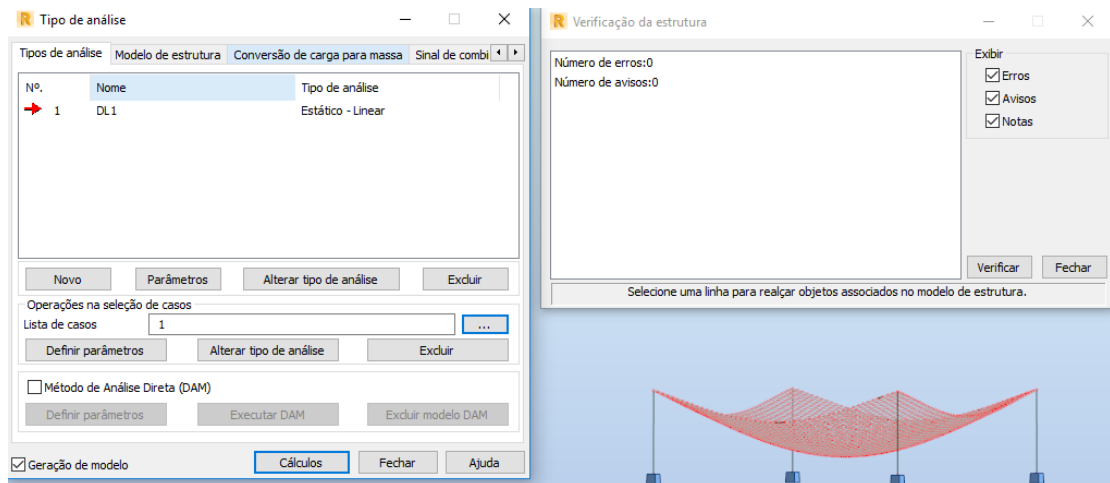 Tipo de análise
Tipos de análise Modelo de estrutura Conversão de carga para massa Sinal de combi
Nº. Nome Tipo de análise
1 DL1 Estático - Linear
Novo Parâmetros Alterar tipo de análise Excluir
Operações na seleção de casos
Lista de casos 1 ...
Definir parâmetros Alterar tipo de análise Excluir
Método de Análise Direta (DAM)
Definir parâmetros Executar DAM Excluir modelo DAM
Geração de modelo Cálculos Fechar Ajuda
Verificação da estrutura
Número de erros:0
Número de avisos:0
Exibir
Erros
Avisos
Notas
Verificar Fechar
Selecione uma linha para realçar objetos associados no modelo de estrutura.